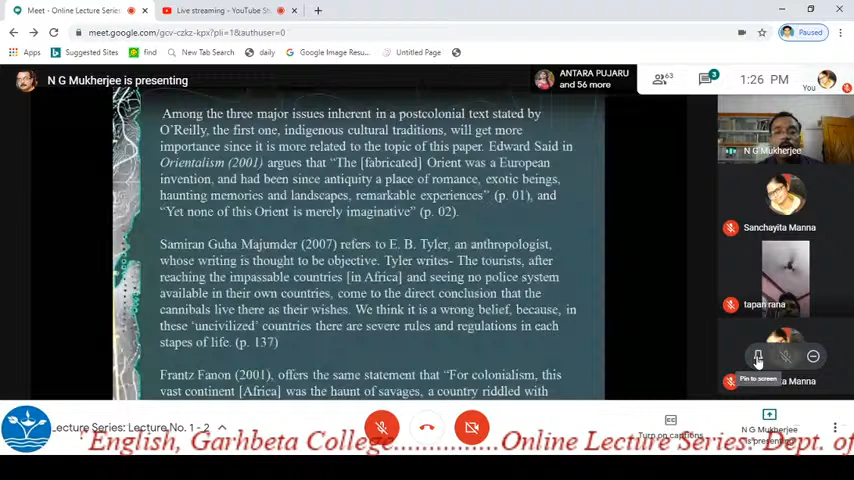 Meet - Online Lecture Series:
Live streaming - YouTube
meet.google.com/gcv-czkz-kpx?pli=1&authuser=0
Paused
Apps
Suggested Sites
find
New Tab Search
daily
Google Image Resu...
Untitled Page
N G Mukherjee is presenting
ANTARA PUJARU
and 56 more
63
3
1:26 PM
You
Among the three major issues inherent in a postcolonial text stated by
O'Reilly, the first one, indigenous cultural traditions, will get more
importance since it is more related to the topic of this paper. Edward Said in
Orientalism (2001) argues that “The [fabricated] Orient was a European
invention, and had been since antiquity a place of romance, exotic beings,
haunting memories and landscapes, remarkable experiences” (p. 01), and
“Yet none of this Orient is merely imaginative” (p. 02).
Samiran Guha Majumder (2007) refers to E. B. Tyler, an anthropologist,
whose writing is thought to be objective. Tyler writes- The tourists, after
reaching the impassable countries [in Africa] and seeing no police system
available in their own countries, come to the direct conclusion that the
cannibals live there as their wishes. We think it is a wrong belief, because, in
these ‘uncivilized’ countries there are severe rules and regulations in each
stapes of life. (p. 137)
Frantz Fanon (2001), offers the same statement that “For colonialism, this
vast continent [Africa] was the haunt of savages, a country riddled with
N G Mukherjee
Sanchayita Manna
tapan rana
Pin to screen
ta Manna
ecture Series: Lecture No. 1 - 2
Turn on captions
N G Mukherjee
is presenting
English, Garhbeta College...............Online Lecture Series: Dept. of